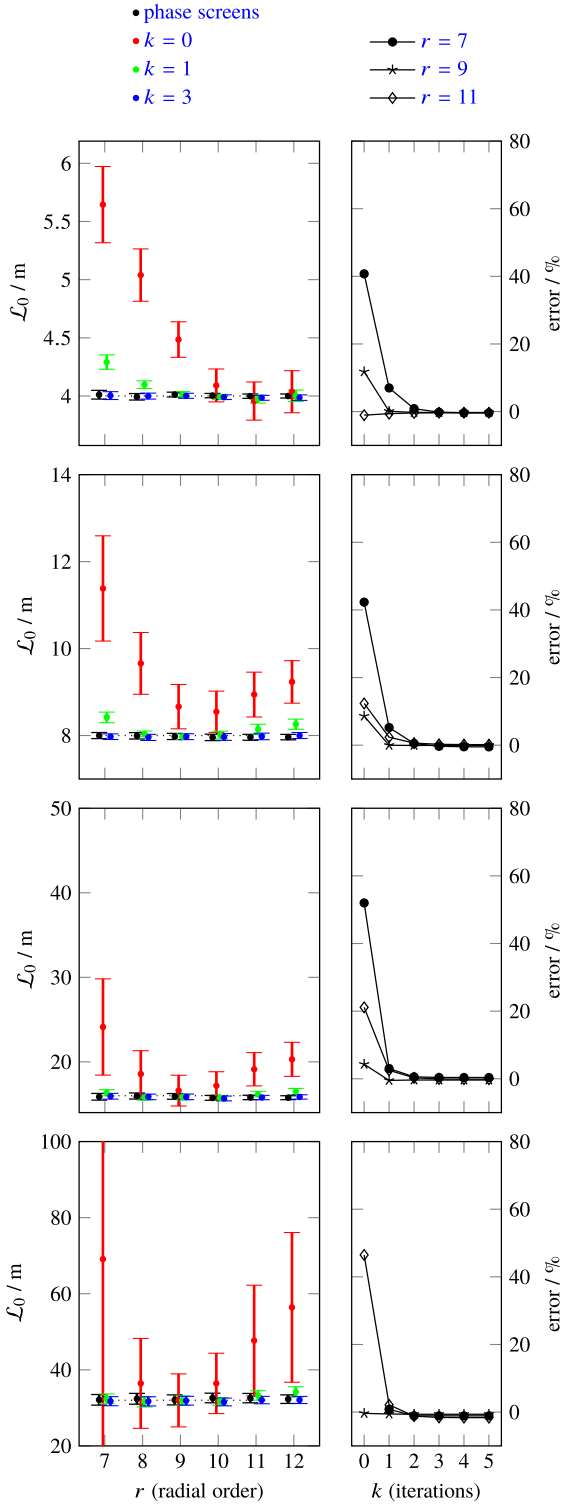 phase screens
k = 0
k = 1
k = 3
r = 7
r = 9
r = 11
6
5.5
5
4.5
4
ℒ0 / m
80
60
40
20
0
error / %
14
12
10
8
ℒ0 / m
80
60
40
20
0
error / %
50
40
30
20
ℒ0 / m
80
60
40
20
0
error / %
100
80
60
40
20
ℒ0 / m
7 8 9 10 11 12
r (radial order)
80
60
40
20
0
error / %
0 1 2 3 4 5
k (iterations)